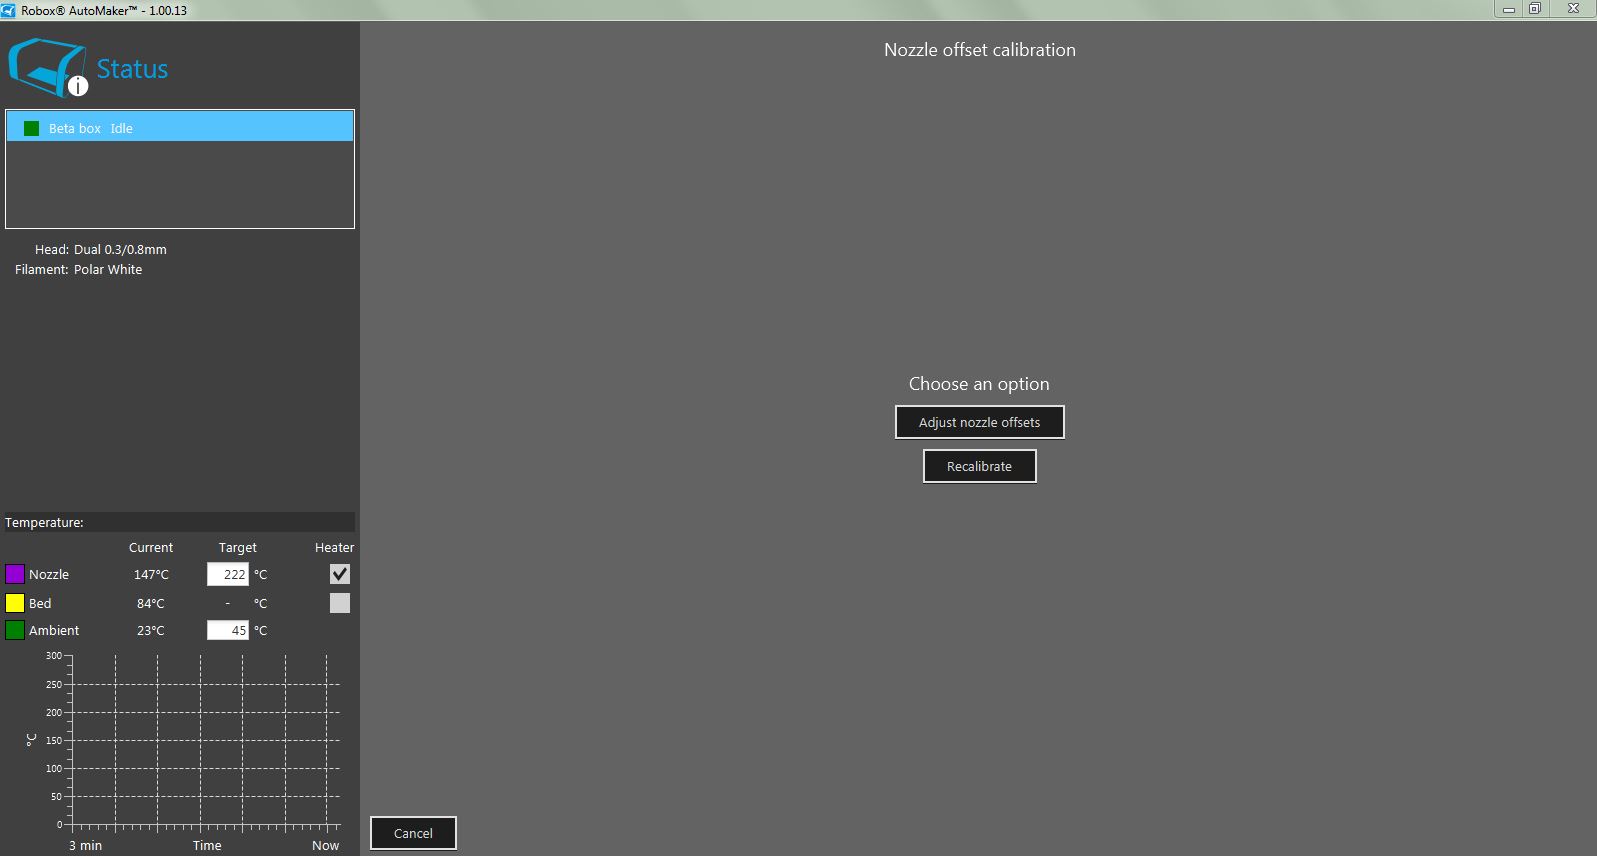 Robox® AutoMaker™ - 1.00.13
Status
Beta box Idle
Head: Dual 0.3/0.8mm
Filament: Polar White
Nozzle offset calibration
Choose an option
Adjust nozzle offsets
Recalibrate
Temperature:
Current Target Heater
Nozzle 147°C 222 °C
Bed 84°C - °C
Ambient 23°C 45 °C
300
250
200
150
100
50
0
°C
3 min Time Now
Cancel